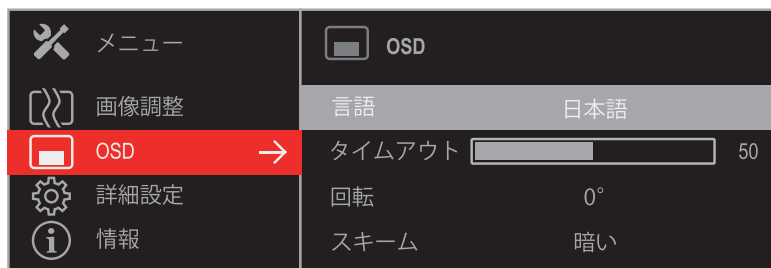 メニュー
画像調整
OSD
詳細設定
情報
OSD
言語 日本語
タイムアウト 50
回転 0°
スキーム 暗い